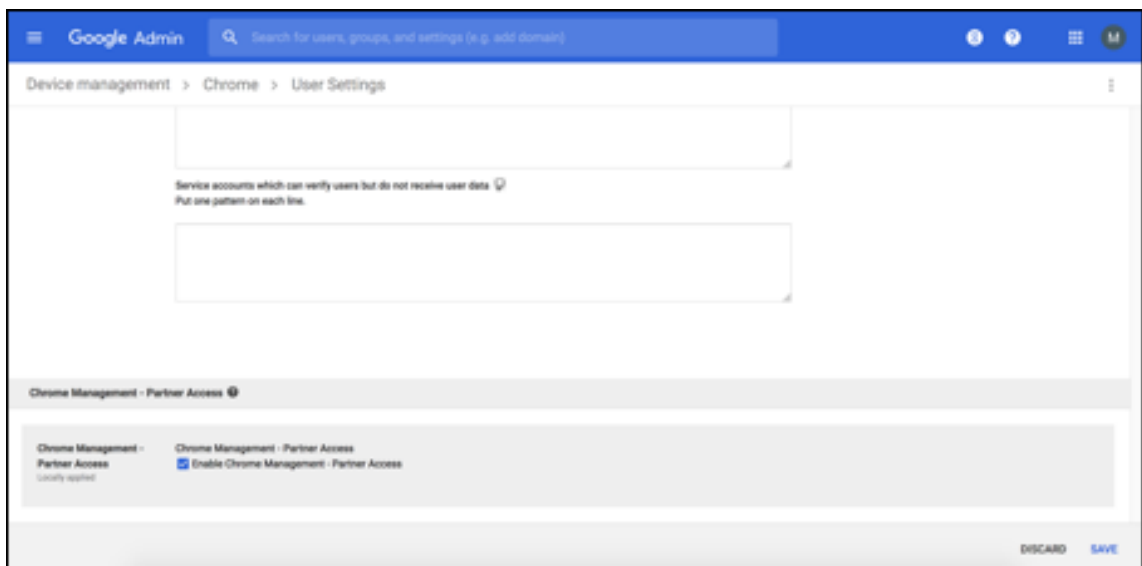 Google Admin
Search for users, groups, and settings (e.g. add domain)
M
Device management > Chrome > User Settings
Service accounts which can verify users but do not receive user data
Put one pattern on each line.
Chrome Management - Partner Access
Chrome Management -
Partner Access
Locally applied
Chrome Management - Partner Access
Enable Chrome Management - Partner Access
DISCARD
SAVE